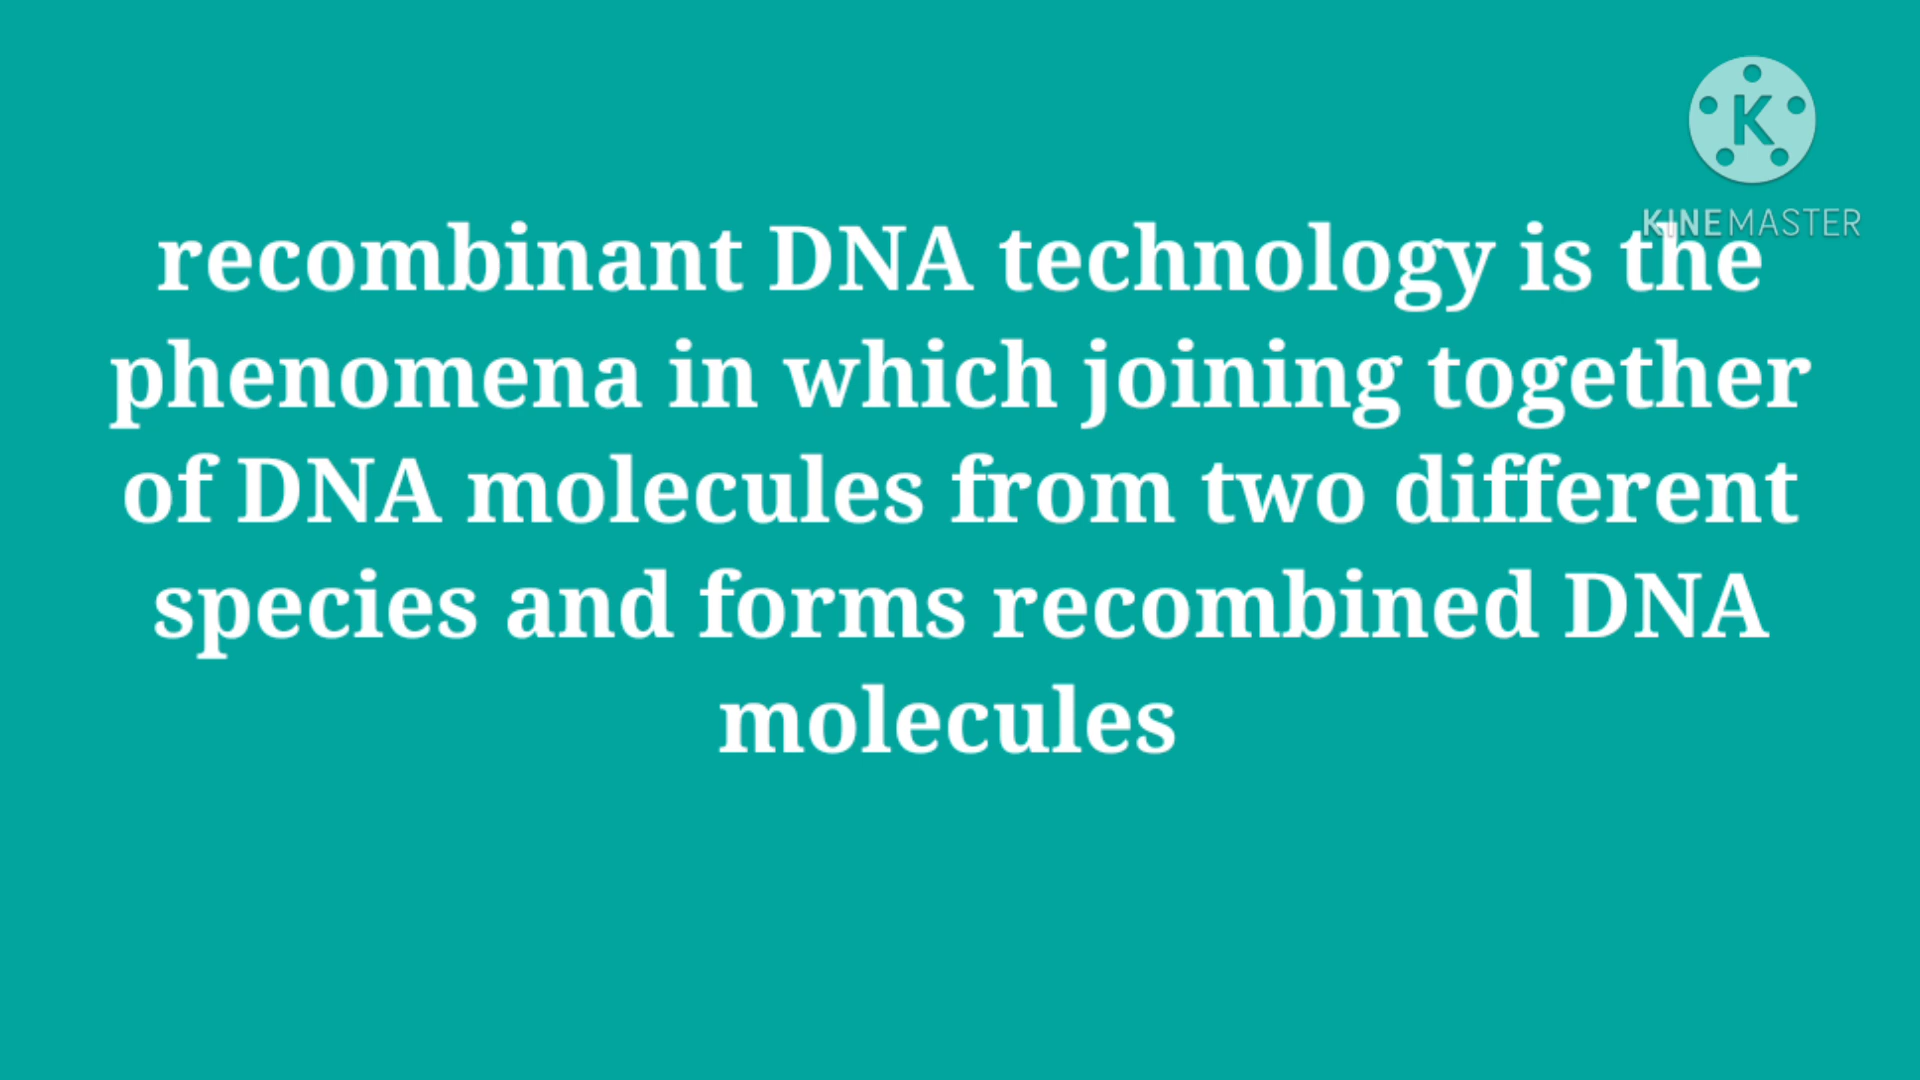 K
KINEMASTER
recombinant DNA technology is the
phenomena in which joining together
of DNA molecules from two different
species and forms recombined DNA
molecules